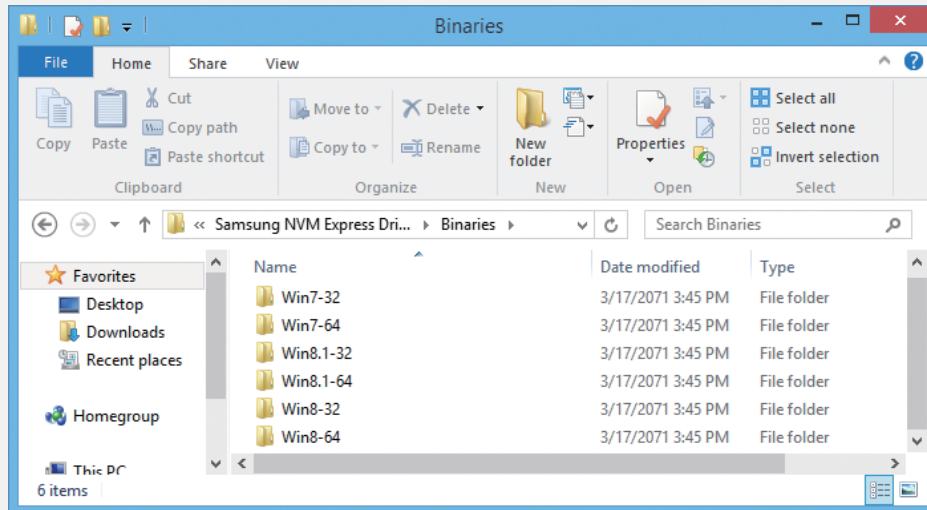 Binaries
File Home Share View
Copy
Paste
Cut
Copy path
Paste shortcut
Clipboard
Move to
Copy to
Delete
Rename
Organize
New folder
New
Properties
Open
Select all
Select none
Invert selection
Select
« Samsung NVM Express Dri... Binaries
Search Binaries
Favorites
Desktop
Downloads
Recent places
Homegroup
This PC
Name Date modified Type
Win7-32 3/17/2071 3:45 PM File folder
Win7-64 3/17/2071 3:45 PM File folder
Win8.1-32 3/17/2071 3:45 PM File folder
Win8.1-64 3/17/2071 3:45 PM File folder
Win8-32 3/17/2071 3:45 PM File folder
Win8-64 3/17/2071 3:45 PM File folder
6 items